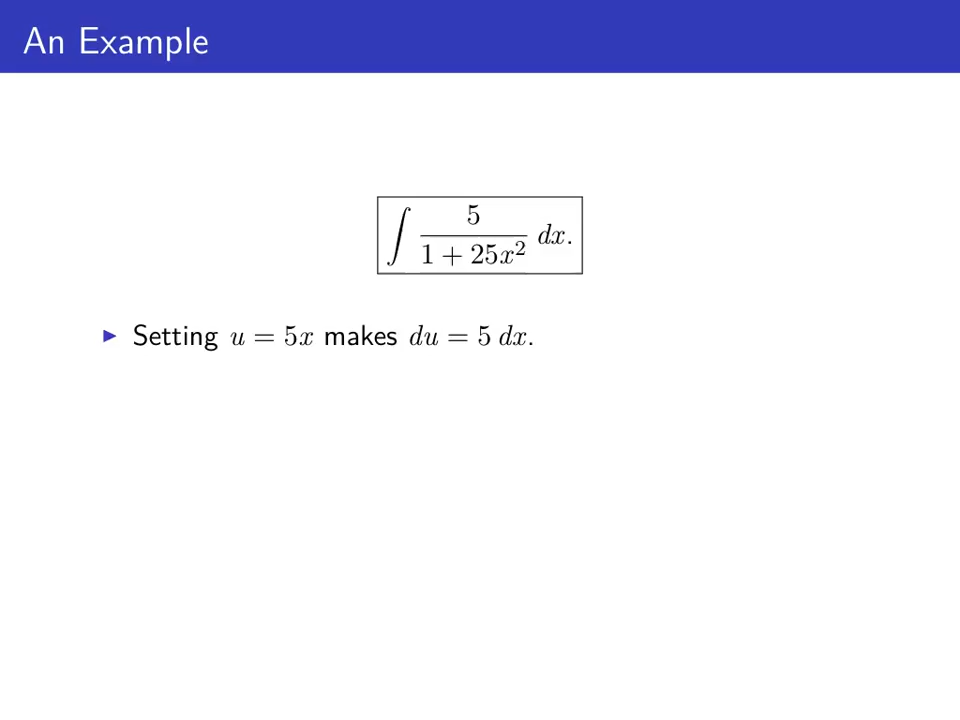 An Example
∫ 5/(1 + 25x²) dx.
▶ Setting u = 5x makes du = 5 dx.